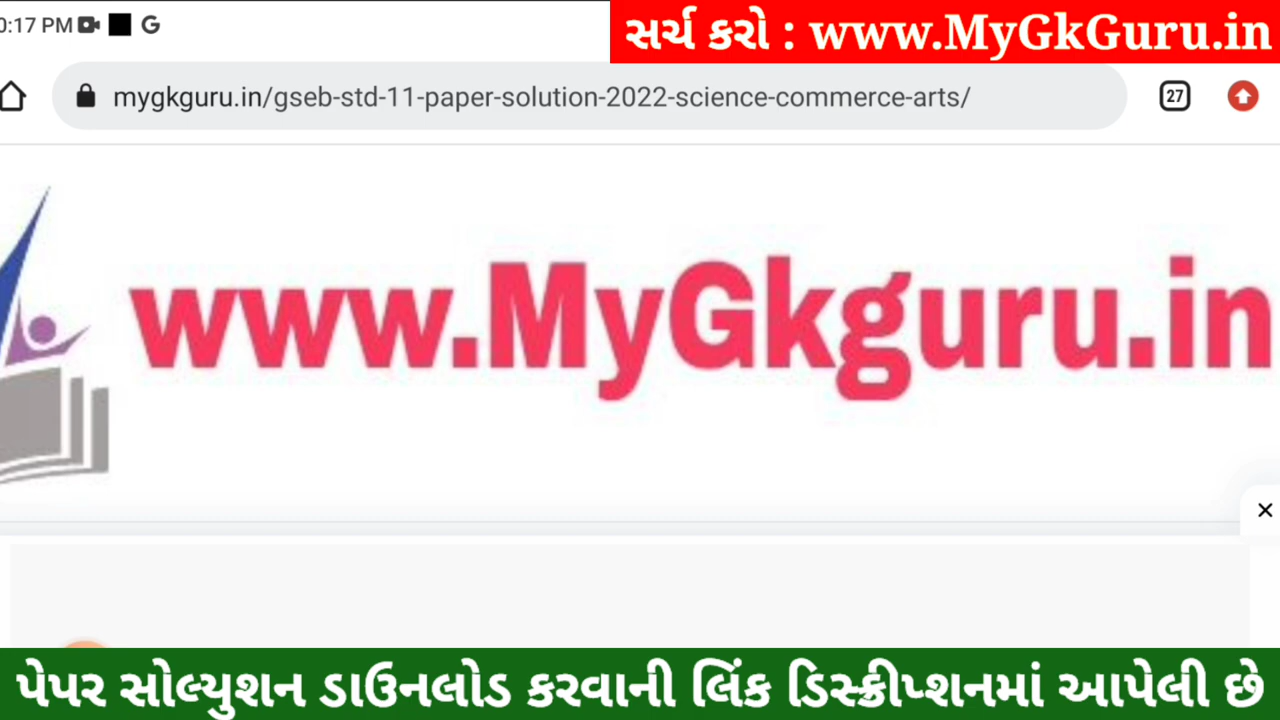 0:17 PM G
સર્ચ કરો : www.MyGkGuru.in
mygkguru.in/gseb-std-11-paper-solution-2022-science-commerce-arts/
27
www.MyGkguru.in
પેપર સોલ્યુશન ડાઉનલોડ કરવાની લિંક ડિસ્ક્રીપ્શનમાં આપેલી છે